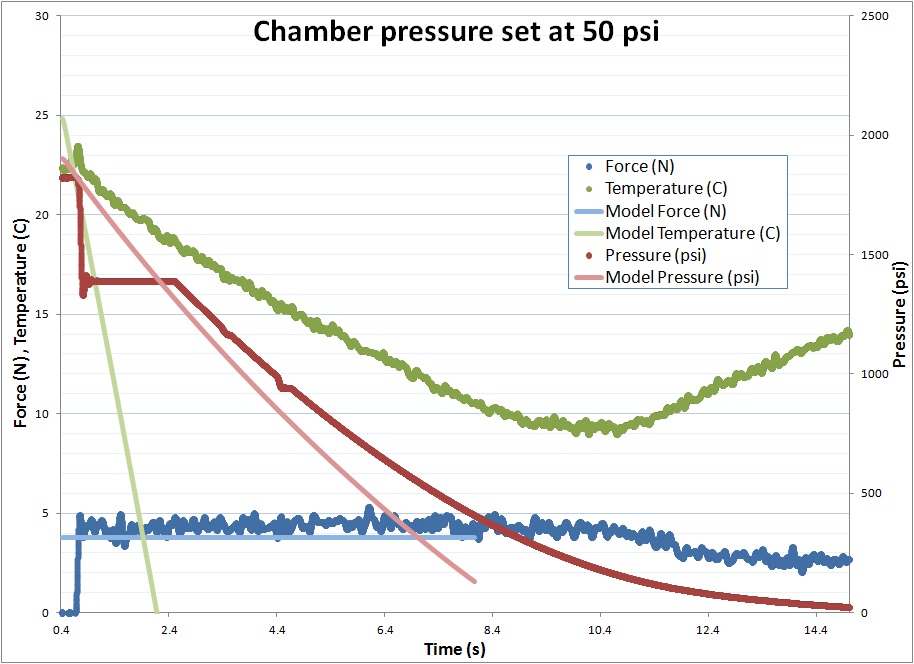 Chamber pressure set at 50 psi
30
25
20
15
10
5
0
2500
2000
1500
1000
500
0
Force (N) , Temperature (C)
Pressure (psi)
Force (N)
Temperature (C)
Model Force (N)
Model Temperature (C)
Pressure (psi)
Model Pressure (psi)
0.4 2.4 4.4 6.4 8.4 10.4 12.4 14.4
Time (s)